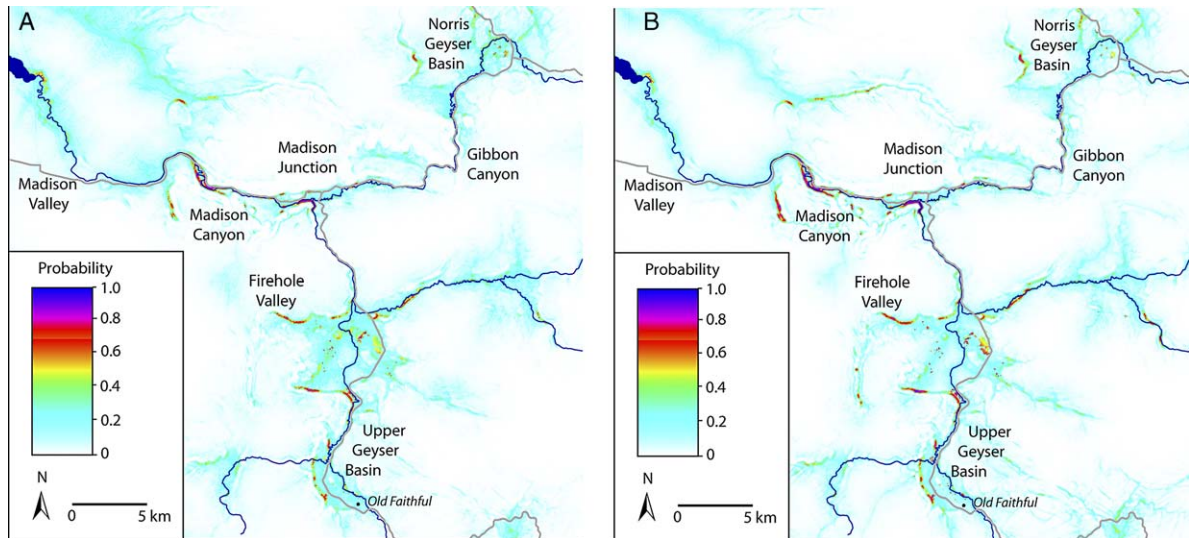 A
Norris
Geyser
Basin
Madison
Junction
Gibbon
Canyon
Madison
Valley
Madison
Canyon
Probability
1.0
0.8
0.6
0.4
0.2
0
Firehole
Valley
Upper
Geyser
Basin
Old Faithful
N
0 5 km
B
Norris
Geyser
Basin
Madison
Junction
Gibbon
Canyon
Madison
Valley
Madison
Canyon
Probability
1.0
0.8
0.6
0.4
0.2
0
Firehole
Valley
Upper
Geyser
Basin
Old Faithful
N
0 5 km